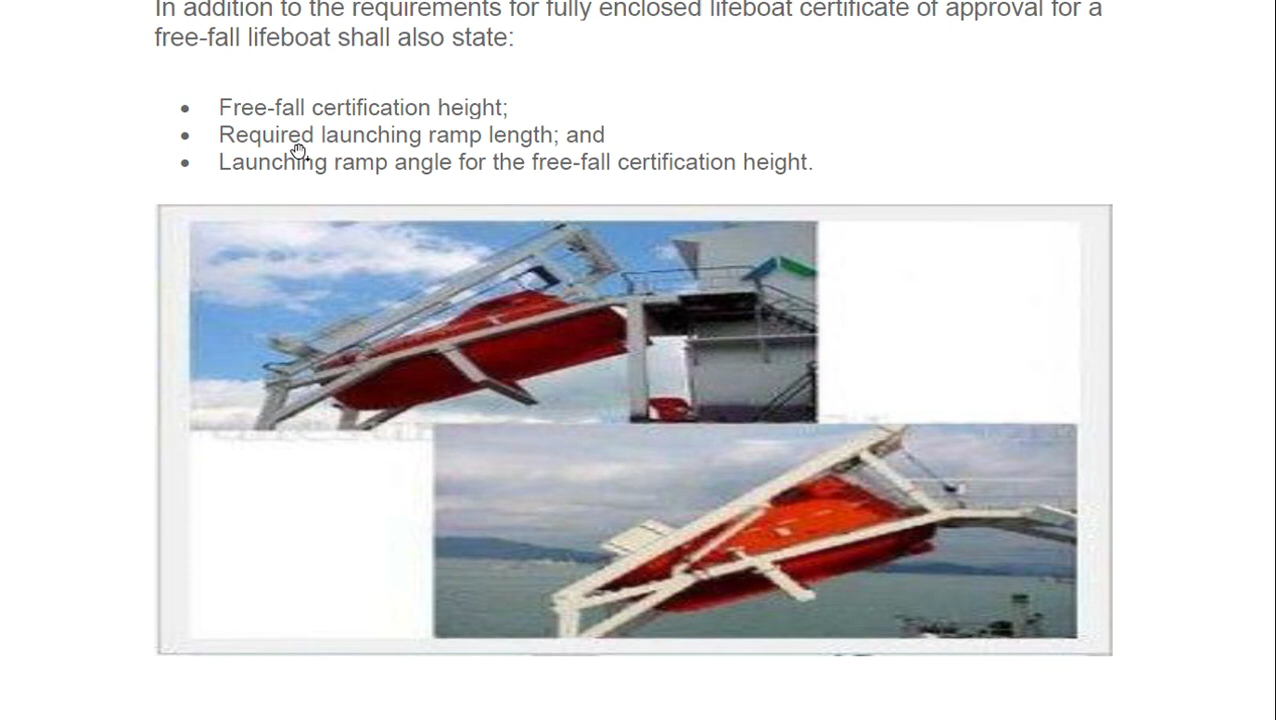 In addition to the requirements for fully enclosed lifeboat certificate of approval for a
free-fall lifeboat shall also state:
• Free-fall certification height;
• Required launching ramp length; and
• Launching ramp angle for the free-fall certification height.